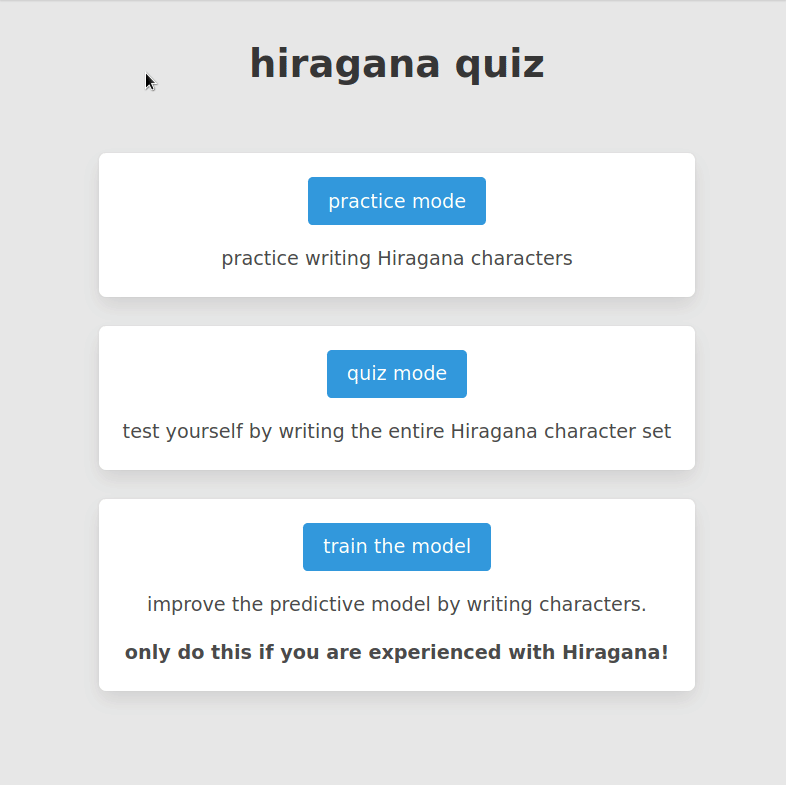 hiragana quiz
practice mode
practice writing Hiragana characters
quiz mode
test yourself by writing the entire Hiragana character set
train the model
improve the predictive model by writing characters.
only do this if you are experienced with Hiragana!